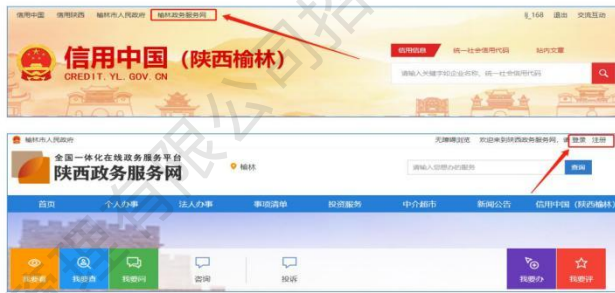 信用中国 信用陕西 榆林市人民政府 榆林政务服务网
§_168 退出 交流互动
信用中国（陕西榆林）
CREDIT. YL. GOV. CN
信用信息 统一社会信用代码 站内文章
请输入关键字如企业名称、统一社会信用代码
榆林市人民政府
无障碍浏览 欢迎来到陕西政务服务网，请 登录 注册
全国一体化在线政务服务平台
陕西政务服务网
榆林
请输入您想办的服务
查询
首页 个人办事 法人办事 事项清单 投资服务 中介超市 新闻公告 信用中国（陕西榆林）
我要看 我要查 我要问 咨询 投诉 我要办 我要评
有限公司招